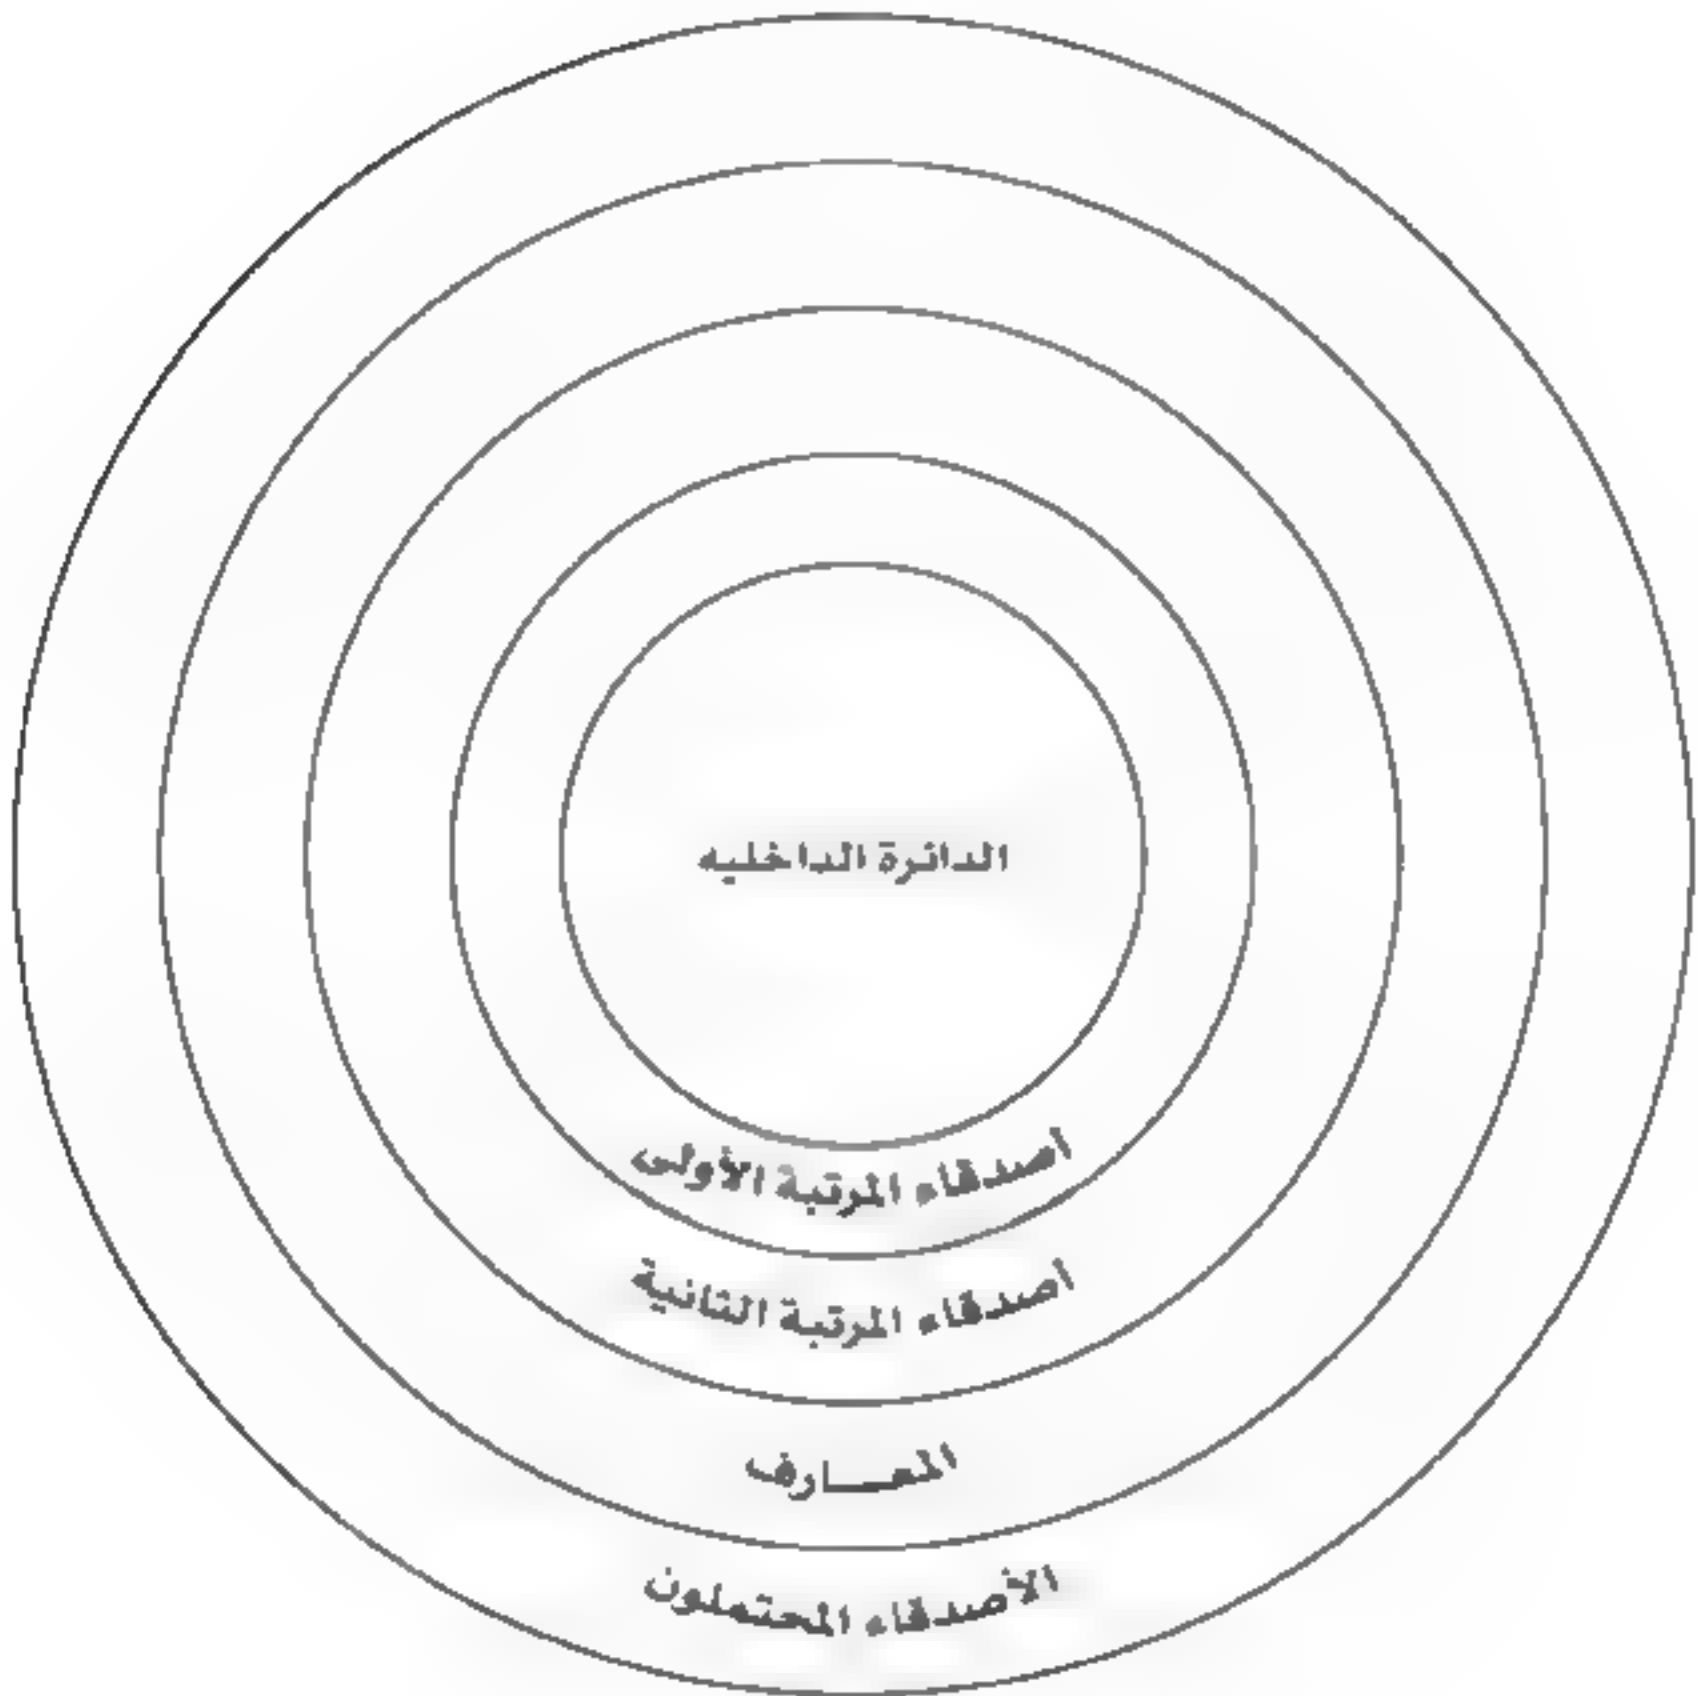 الدائرة الداخليه
أصدقاء المرتبة الأولى
أصدقاء المرتبة الثانية
المعـــارف
الأصدقاء المحتملون